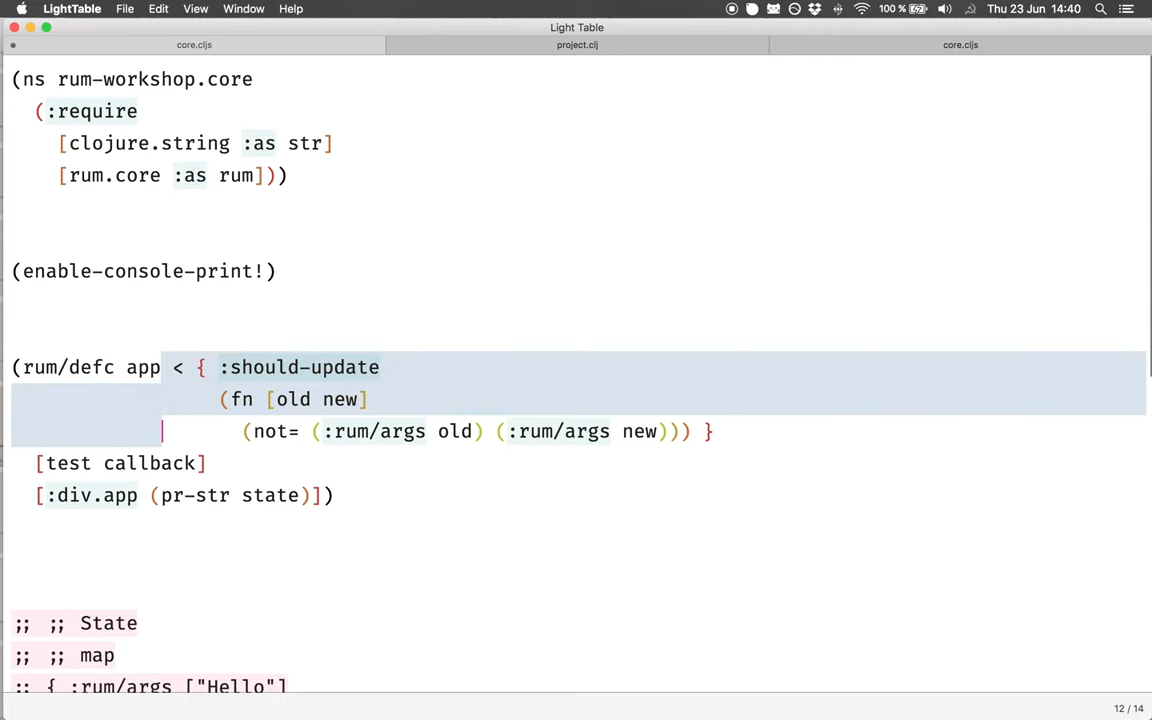 LightTable File Edit View Window Help 100 % Thu 23 Jun 14:40
Light Table
core.cljs project.clj core.cljs
(ns rum-workshop.core
(:require
[clojure.string :as str]
[rum.core :as rum]))
(enable-console-print!)
(rum/defc app < { :should-update
(fn [old new]
(not= (:rum/args old) (:rum/args new))) }
[test callback]
[:div.app (pr-str state)])
;; ;; State
;; ;; map
;; { :rum/args ["Hello"]
12 / 14